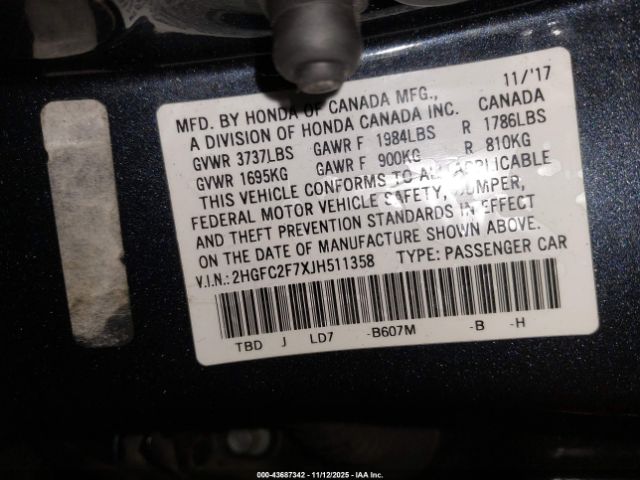 11/'17
MFD. BY HONDA OF CANADA MFG., CANADA
A DIVISION OF HONDA CANADA INC.
GVWR 3737LBS GAWR F 1984LBS R 1786LBS
GVWR 1695KG GAWR F 900KG R 810KG
THIS VEHICLE CONFORMS TO ALL APPLICABLE
FEDERAL MOTOR VEHICLE SAFETY, BUMPER,
AND THEFT PREVENTION STANDARDS IN EFFECT
ON THE DATE OF MANUFACTURE SHOWN ABOVE.
V.I.N.:2HGFC2F7XJH511358 TYPE: PASSENGER CAR
TBD J LD7 -B607M -B -H
000-43687342 - 11/12/2025 - IAA Inc.